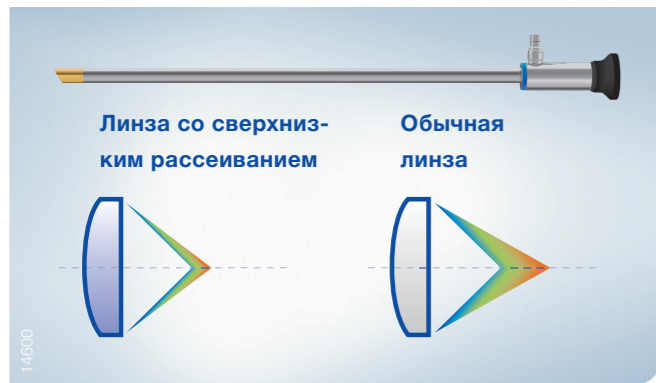 Линза со сверхниз-
ким рассеиванием
Обычная
линза
14600